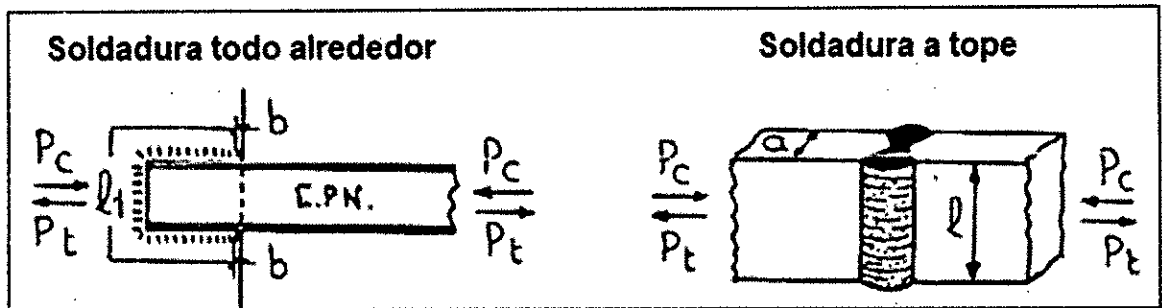 Soldadura todo alrededor
b
Pc
Pt
l1
C.PN.
Pc
Pt
b
Soldadura a tope
a
Pc
Pt
l
Pc
Pt